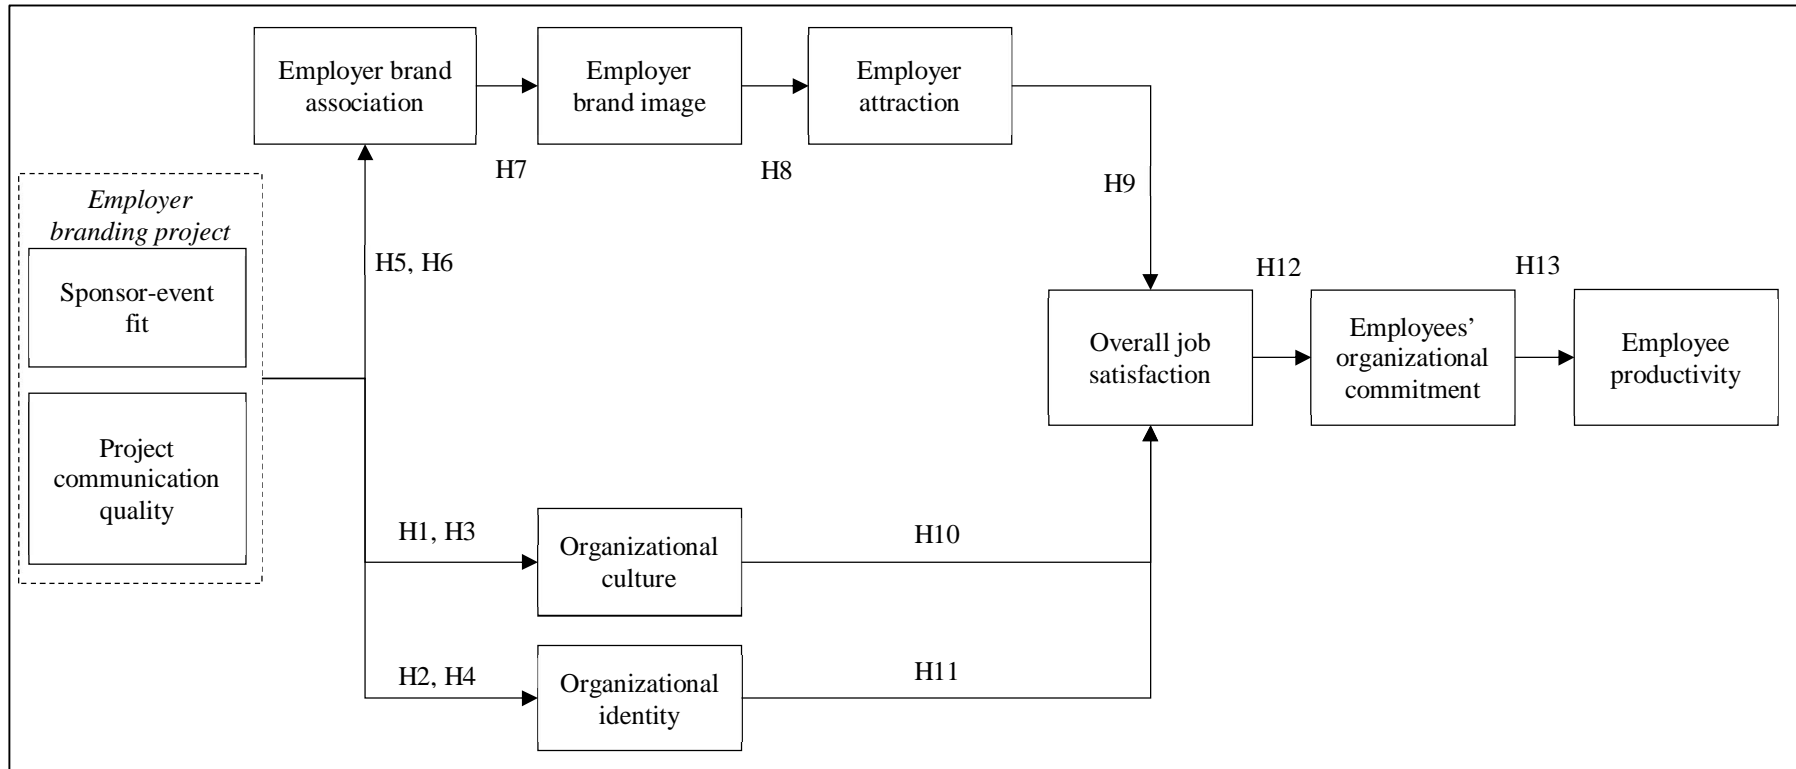 Employer brand
association
Employer
brand image
Employer
attraction
H7
H8
H9
Employer
branding project
Sponsor-event
fit
Project
communication
quality
H5, H6
H12
H13
Overall job
satisfaction
Employees’
organizational
commitment
Employee
productivity
H1, H3
Organizational
culture
H10
H2, H4
Organizational
identity
H11